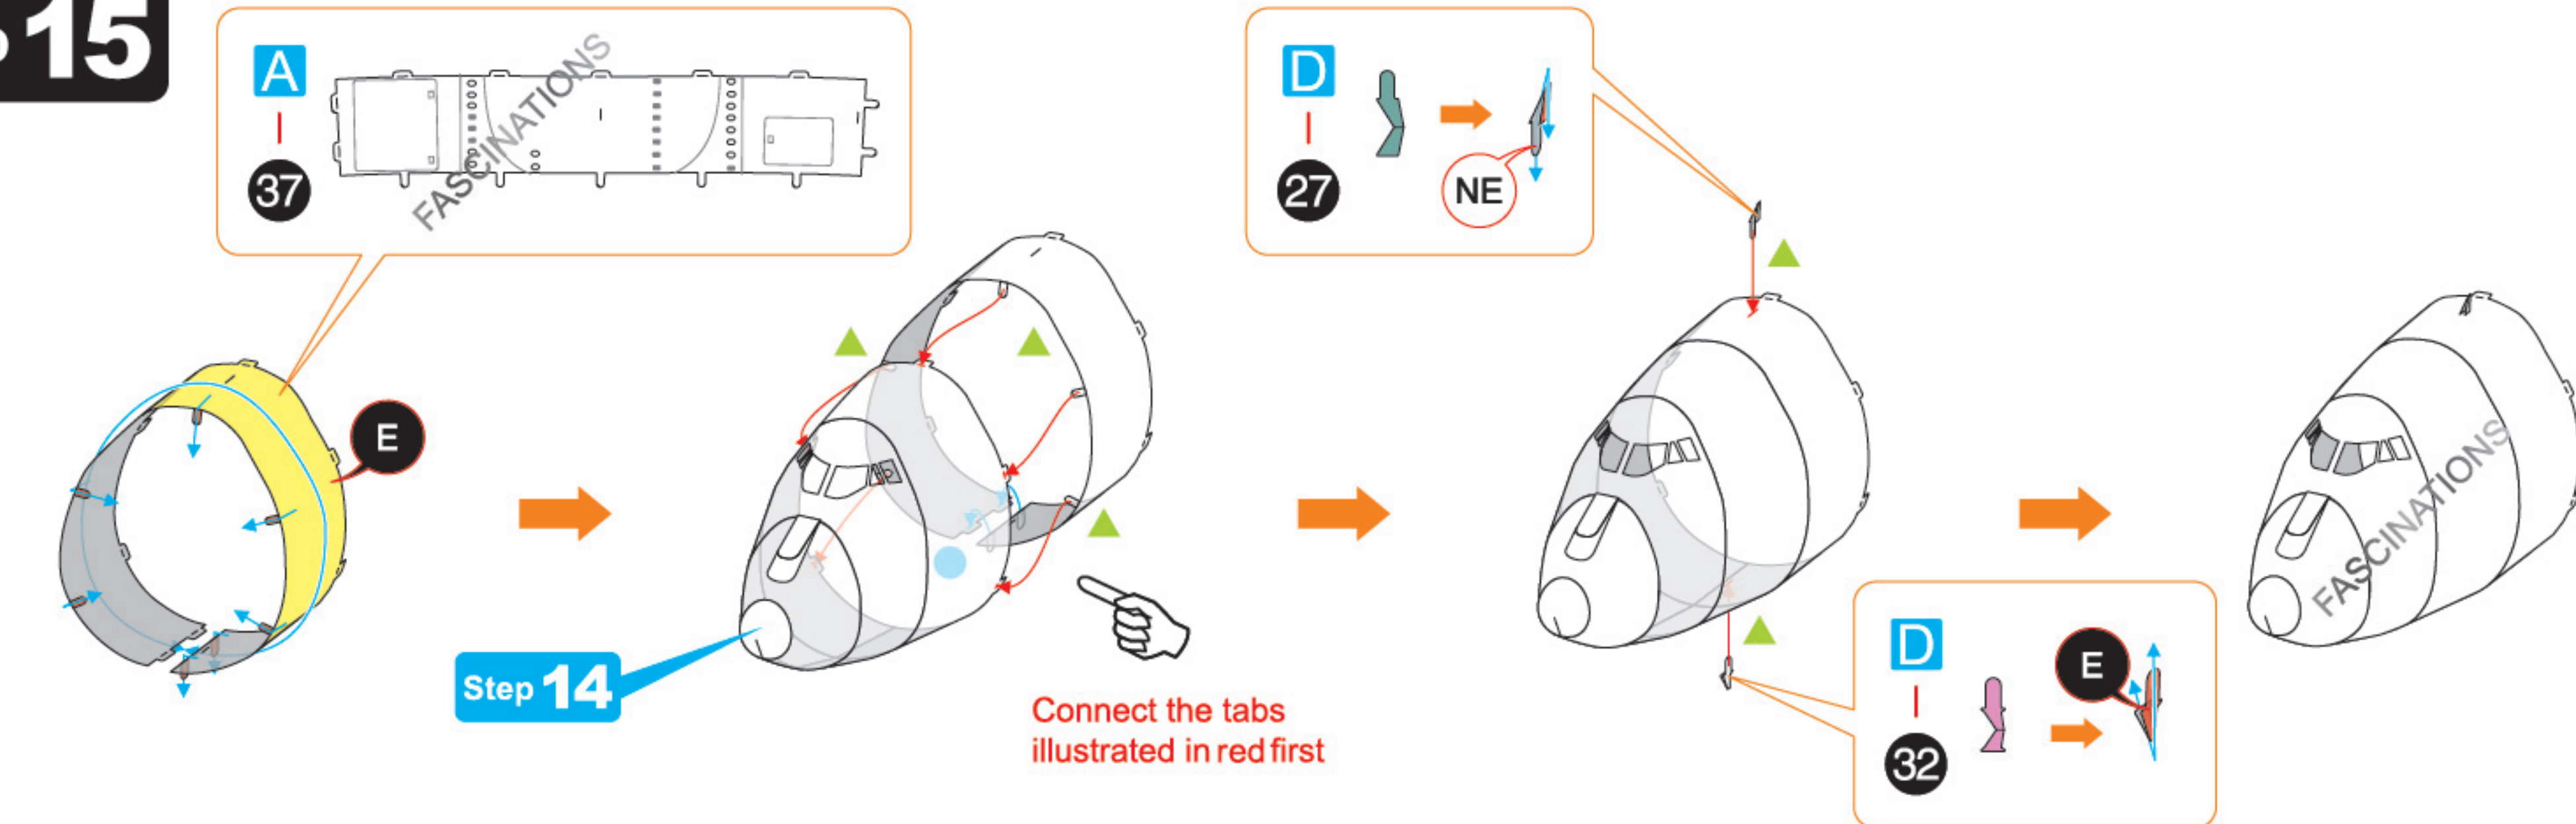 15
A
37
FASCINATIONS
E
Step 14
Connect the tabs
illustrated in red first
D
27
NE
D
32
E
FASCINATIONS